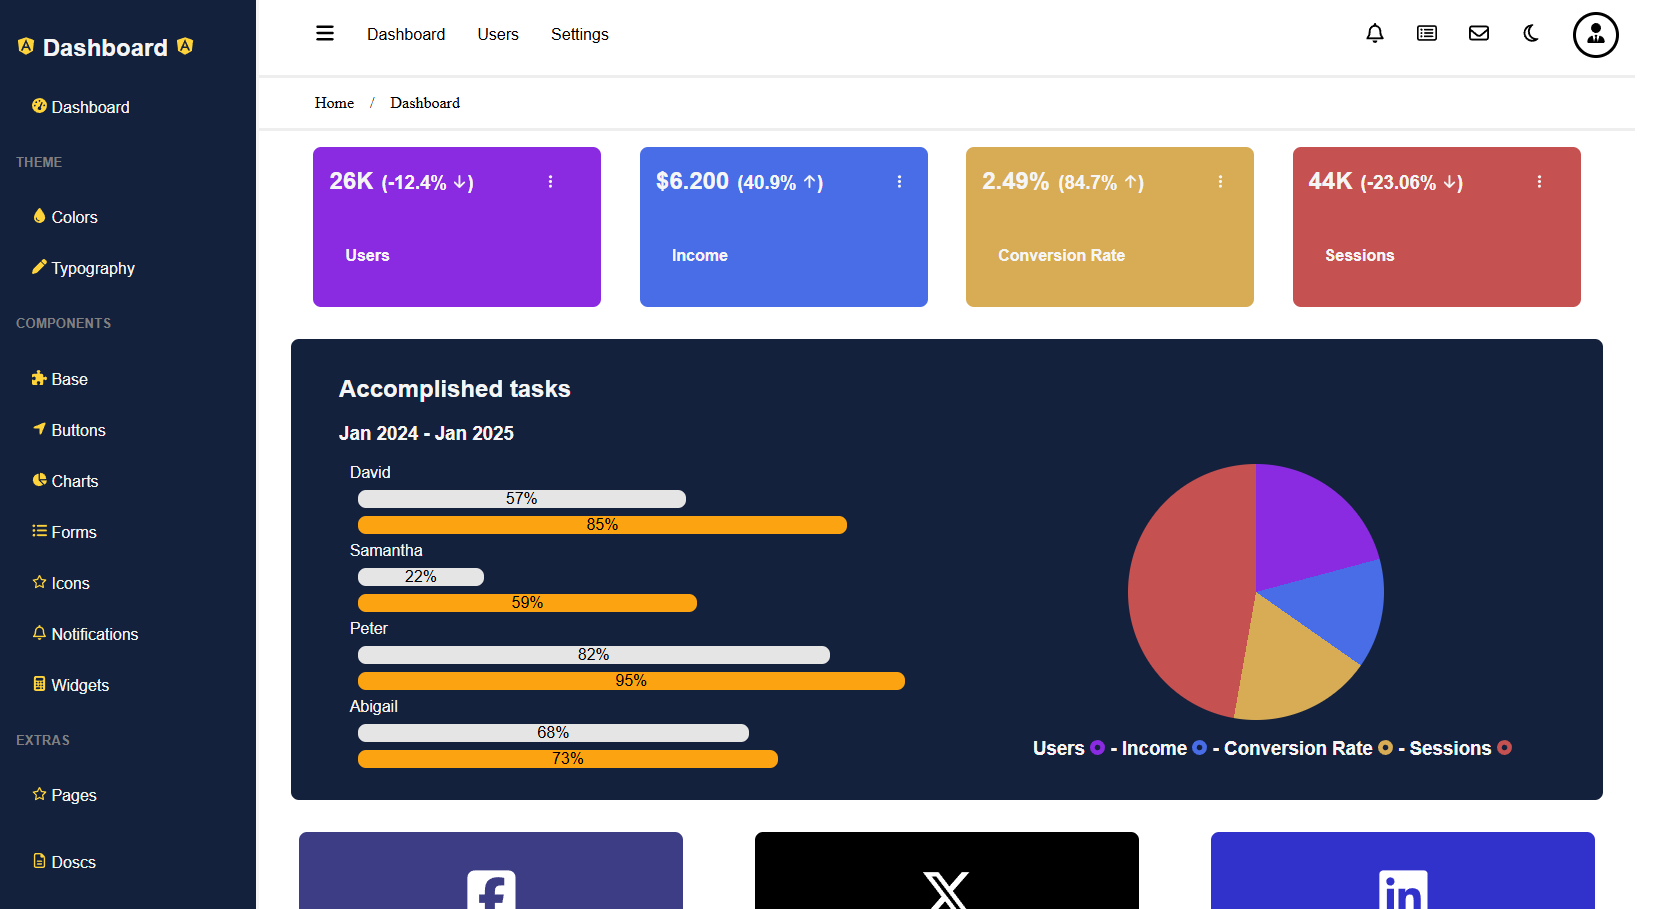 Dashboard
Dashboard
THEME
Colors
Typography
COMPONENTS
Base
Buttons
Charts
Forms
Icons
Notifications
Widgets
EXTRAS
Pages
Doscs
Dashboard Users Settings
Home / Dashboard
26K (-12.4% ↓)
Users
$6.200 (40.9% ↑)
Income
2.49% (84.7% ↑)
Conversion Rate
44K (-23.06% ↓)
Sessions
Accomplished tasks
Jan 2024 - Jan 2025
David
57%
85%
Samantha
22%
59%
Peter
82%
95%
Abigail
68%
73%
Users - Income - Conversion Rate - Sessions